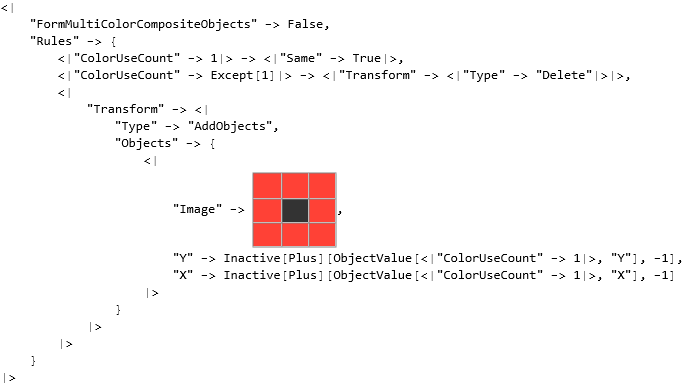 <|
"FormMultiColorCompositeObjects" -> False,
"Rules" -> {
<|"ColorUseCount" -> 1|> -> <|"Same" -> True|>,
<|"ColorUseCount" -> Except[1]|> -> <|"Transform" -> <|"Type" -> "Delete"|>|>,
<|
"Transform" -> <|
"Type" -> "AddObjects",
"Objects" -> {
<|
"Image" -> ,
"Y" -> Inactive[Plus][ObjectValue[<|"ColorUseCount" -> 1|>, "Y"], -1],
"X" -> Inactive[Plus][ObjectValue[<|"ColorUseCount" -> 1|>, "X"], -1]
|>
}
|>
|>
}
|>